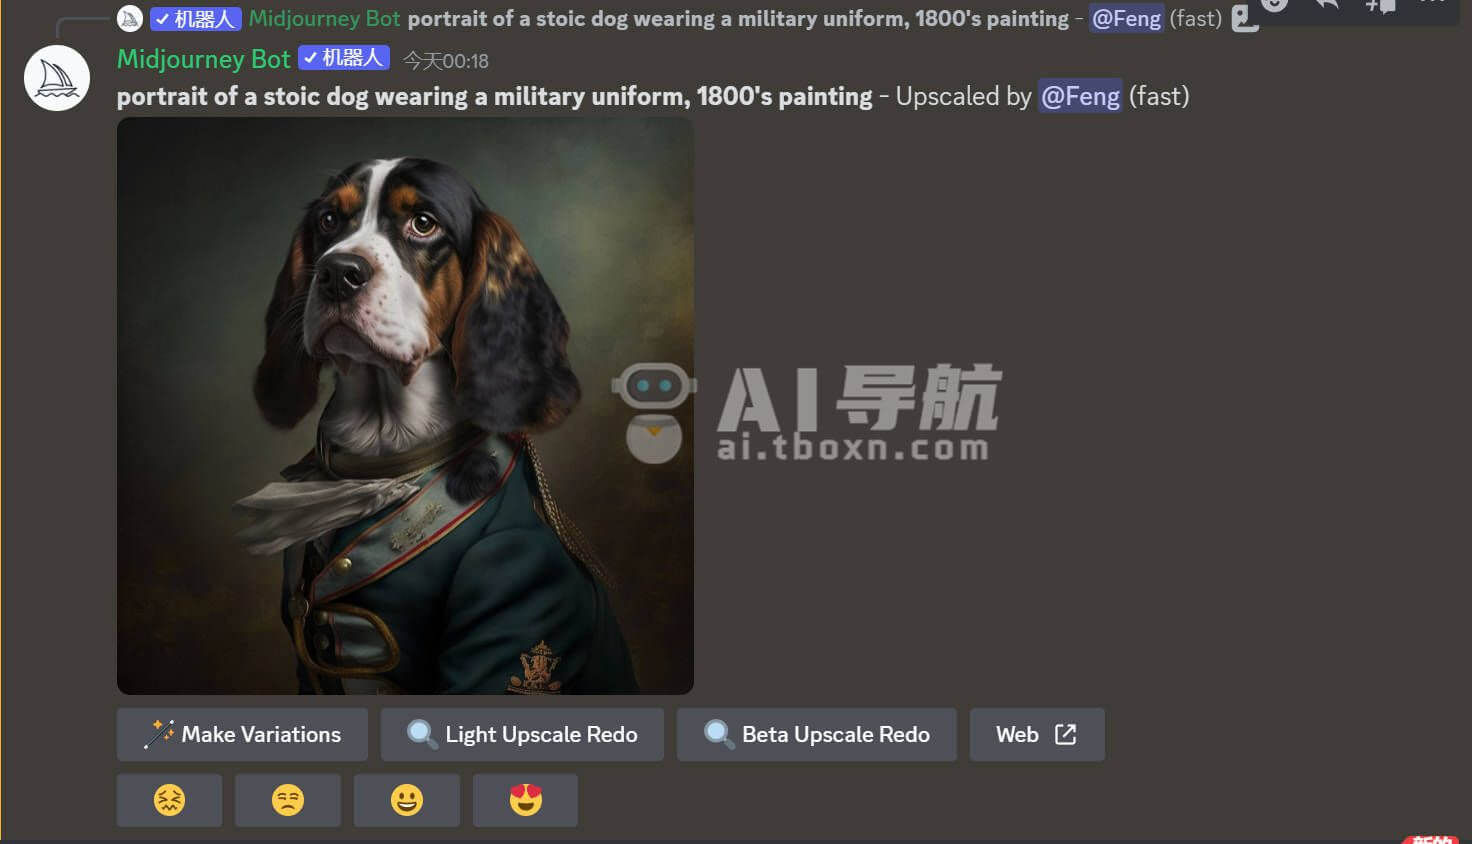 ✓ 机器人 Midjourney Bot portrait of a stoic dog wearing a military uniform, 1800's painting - @Feng (fast)
Midjourney Bot ✓ 机器人 今天00:18
portrait of a stoic dog wearing a military uniform, 1800's painting - Upscaled by @Feng (fast)
AI导航
ai.tboxn.com
Make Variations
Light Upscale Redo
Beta Upscale Redo
Web
新的